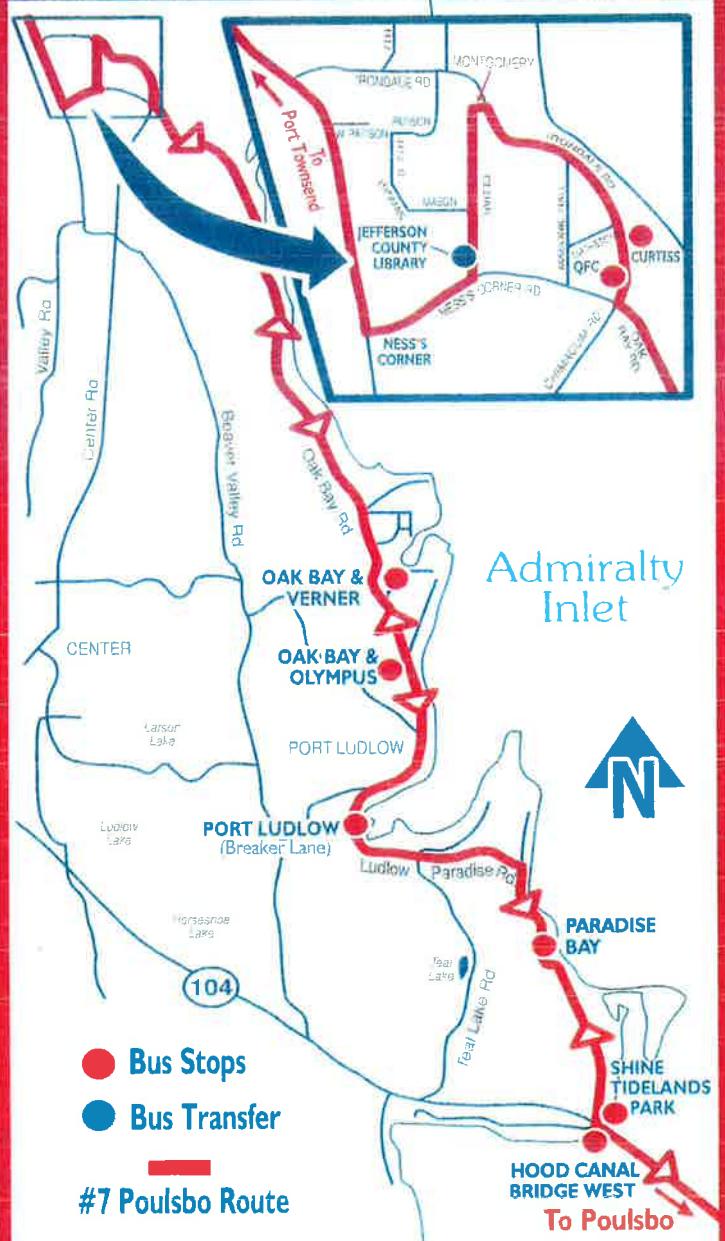 MONTGOMERY
IRONDALE RD
PATISON
W PATISON
To
Port Townsend
MASON
CEDAR
IRONDALE RD
JEFFERSON
COUNTY
LIBRARY
QFC
CURTISS
NESS'S CORNER RD
NESS'S
CORNER
CHIMACUM RD
OAK
BAY RD
Valley Rd
Center Rd
Beaver Valley
Rd
Oak Bay Rd
OAK BAY &
VERNER
Admiralty
Inlet
CENTER
OAK BAY &
OLYMPUS
Larson
Lake
PORT LUDLOW
N
Ludlow
Lake
PORT LUDLOW
(Breaker Lane)
Ludlow
Paradise Rd
Horseshoe
Lake
PARADISE
BAY
Teal
Lake
Teal Lake Rd
104
Bus Stops
SHINE
TIDELANDS
PARK
Bus Transfer
HOOD CANAL
BRIDGE WEST
#7 Poulsbo Route
To Poulsbo